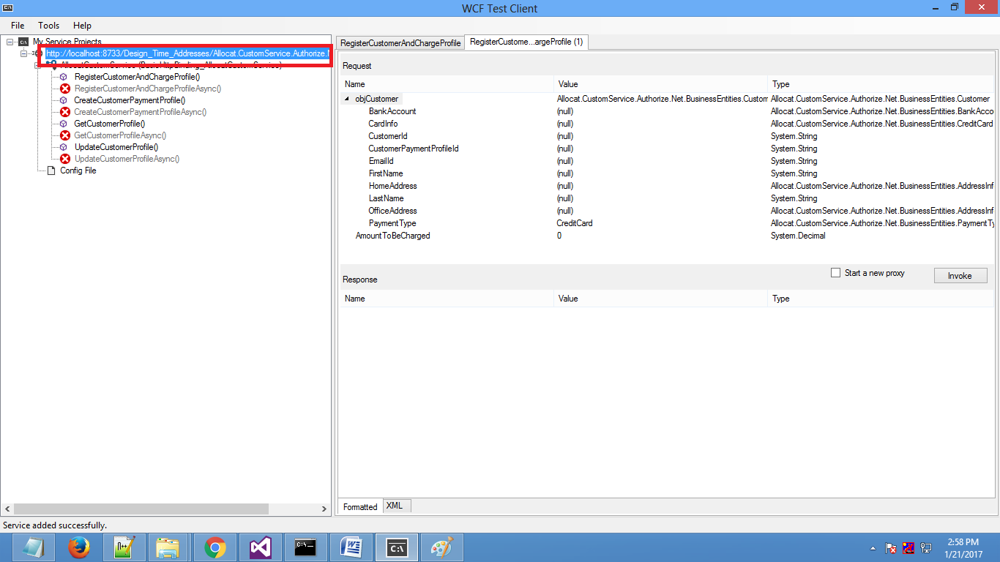 WCF Test Client
File Tools Help
My Service Projects
http://localhost:8733/Design_Time_Addresses/Allocat.CustomService.Authorize.
AllocatCustomService (BasicHttpBinding_AllocatCustomService)
RegisterCustomerAndChargeProfile()
RegisterCustomerAndChargeProfileAsync()
CreateCustomerPaymentProfile()
CreateCustomerPaymentProfileAsync()
GetCustomerProfile()
GetCustomerProfileAsync()
UpdateCustomerProfile()
UpdateCustomerProfileAsync()
Config File
RegisterCustomerAndChargeProfile RegisterCustome...argeProfile (1)
Request
Name Value Type
objCustomer Allocat.CustomService.Authorize.Net.BusinessEntities.Custom Allocat.CustomService.Authorize.Net.BusinessEntities.Customer
BankAccount (null) Allocat.CustomService.Authorize.Net.BusinessEntities.BankAcco
CardInfo (null) Allocat.CustomService.Authorize.Net.BusinessEntities.CreditCard
CustomerId (null) System.String
CustomerPaymentProfileId (null) System.String
EmailId (null) System.String
FirstName (null) System.String
HomeAddress (null) Allocat.CustomService.Authorize.Net.BusinessEntities.AddressInf
LastName (null) System.String
OfficeAddress (null) Allocat.CustomService.Authorize.Net.BusinessEntities.AddressInf
PaymentType CreditCard Allocat.CustomService.Authorize.Net.BusinessEntities.PaymentTy
AmountToBeCharged 0 System.Decimal
Response
Start a new proxy Invoke
Name Value Type
Formatted XML
Service added successfully.
2:58 PM
1/21/2017